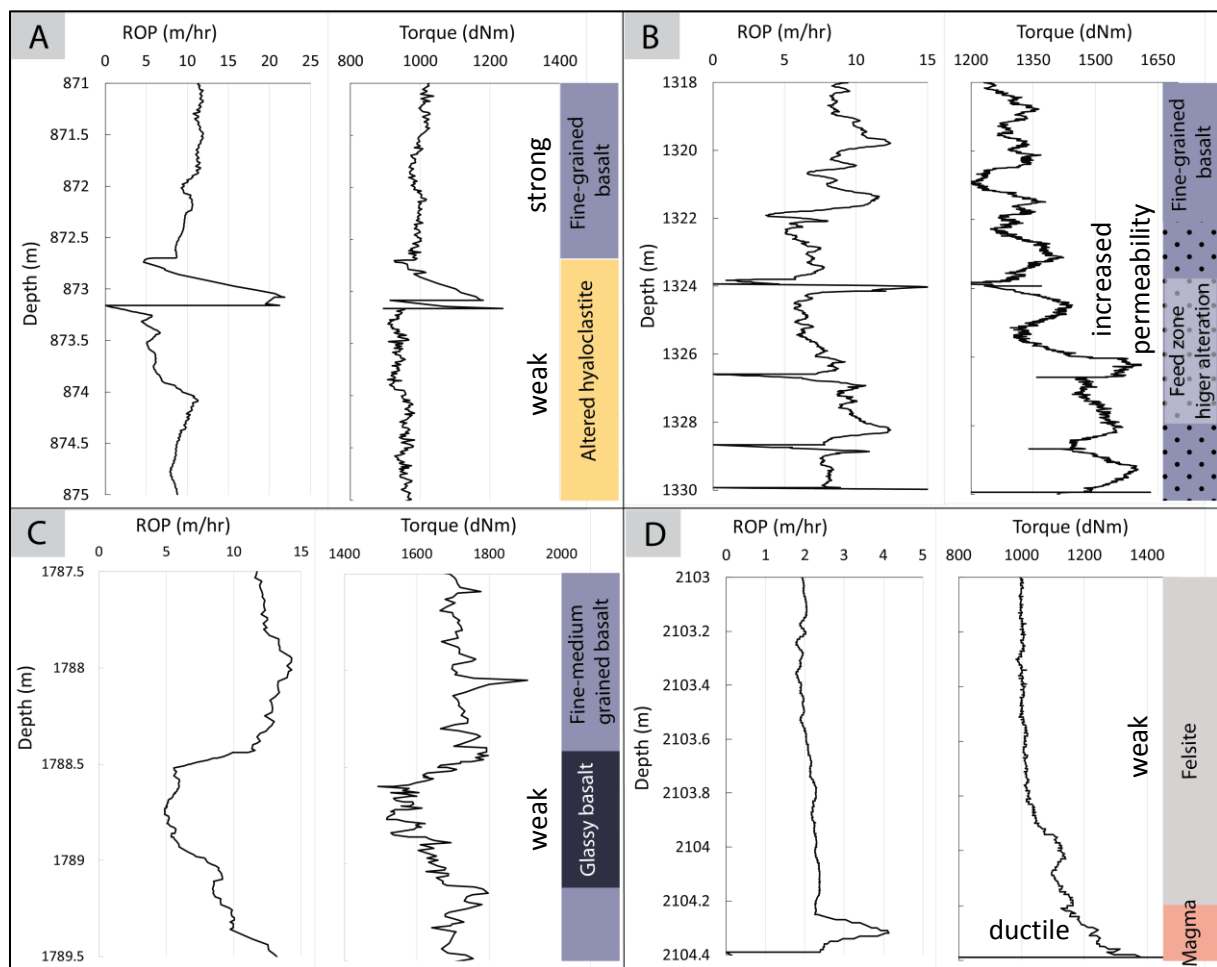 A
ROP (m/hr)
Torque (dNm)
0 5 10 15 20 25
800 1000 1200 1400
Depth (m)
871
871.5
872
872.5
873
873.5
874
874.5
875
strong
weak
Fine-grained
basalt
Altered hyaloclastite
B
ROP (m/hr)
Torque (dNm)
0 5 10 15
1200 1350 1500 1650
Depth (m)
1318
1320
1322
1324
1326
1328
1330
increased
permeability
Fine-grained
basalt
Feed zone
higer alteration
C
ROP (m/hr)
Torque (dNm)
0 5 10 15
1400 1600 1800 2000
Depth (m)
1787.5
1788
1788.5
1789
1789.5
weak
Fine-medium
grained basalt
Glassy basalt
D
ROP (m/hr)
Torque (dNm)
0 1 2 3 4 5
800 1000 1200 1400
Depth (m)
2103
2103.2
2103.4
2103.6
2103.8
2104
2104.2
2104.4
weak
ductile
Felsite
Magma